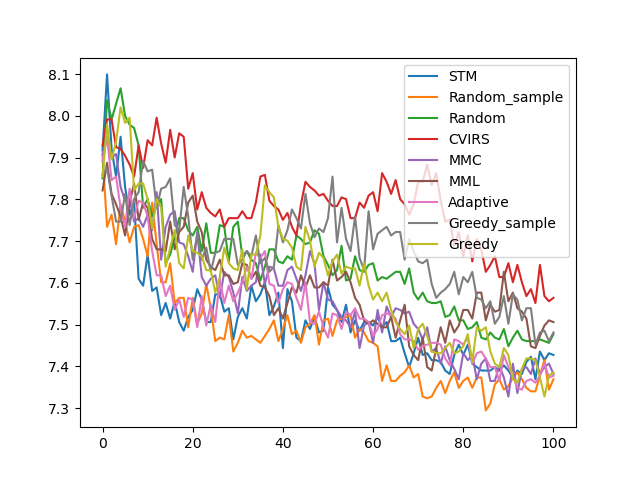 8.1
8.0
7.9
7.8
7.7
7.6
7.5
7.4
7.3
0
20
40
60
80
100
STM
Random_sample
Random
CVIRS
MMC
MML
Adaptive
Greedy_sample
Greedy